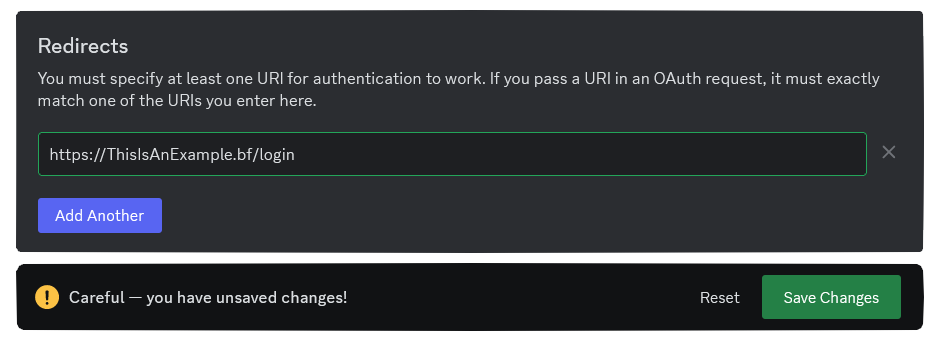 Redirects
You must specify at least one URI for authentication to work. If you pass a URI in an OAuth request, it must exactly
match one of the URIs you enter here.
https://ThisIsAnExample.bf/login
Add Another
Careful — you have unsaved changes!
Reset
Save Changes